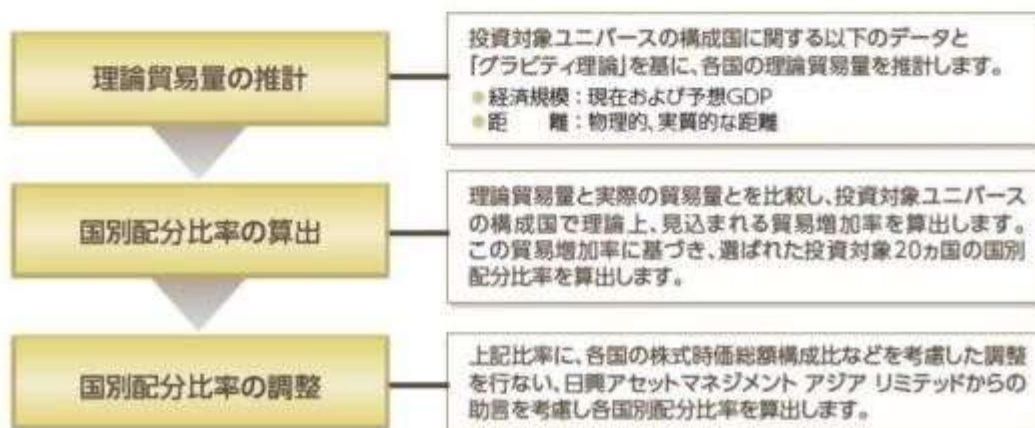 理論貿易量の推計
投資対象ユニバースの構成国に関する以下のデータと
「グラビティ理論」を基に、各国の理論貿易量を推計します。
●経済規模：現在および予想GDP
●距　　離：物理的、実質的な距離
国別配分比率の算出
理論貿易量と実際の貿易量とを比較し、投資対象ユニバース
の構成国で理論上、見込まれる貿易増加率を算出します。
この貿易増加率に基づき、選ばれた投資対象20ヵ国の国別
配分比率を算出します。
国別配分比率の調整
上記比率に、各国の株式時価総額構成比などを考慮した調整
を行ない、日興アセットマネジメント アジア リミテッドからの
助言を考慮し各国別配分比率を算出します。